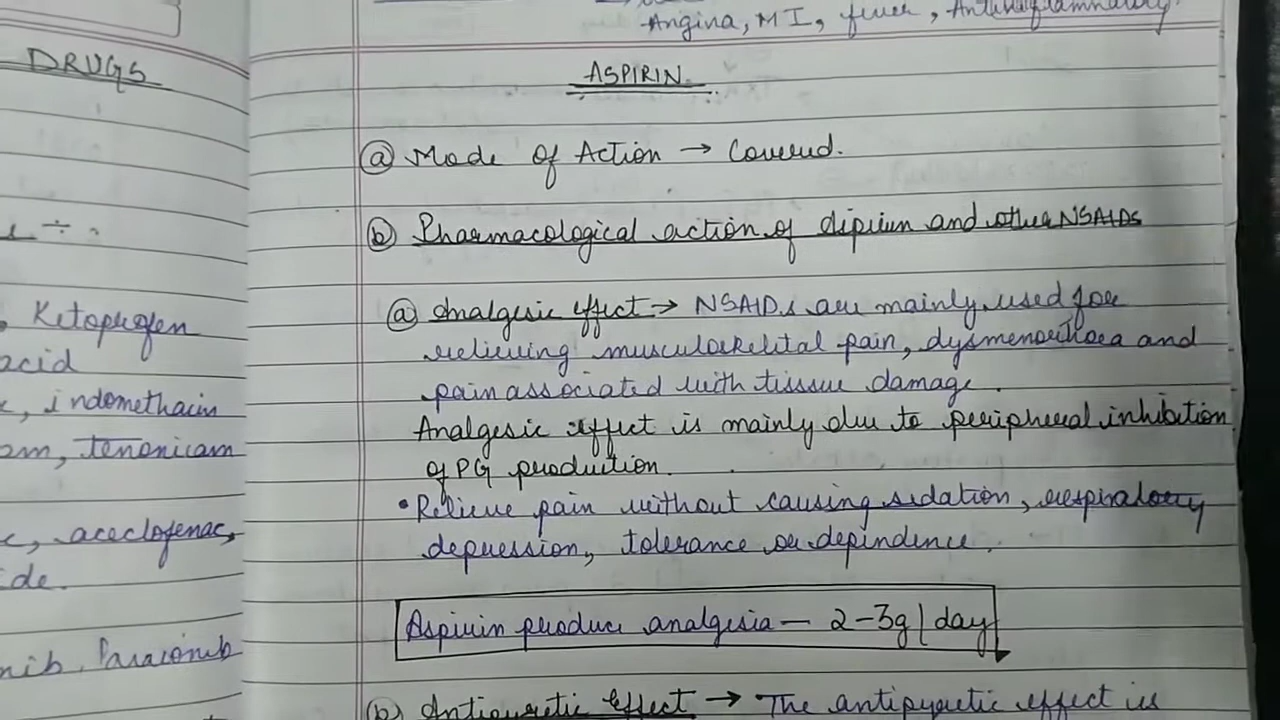 DRUGS
Ketoprofen
acid
, indomethacin
am, tenoxicam
, aceclofenac,
ide.
nib, Paracoxib
Angina, MI, fever, Antiinflammatory.
ASPIRIN
ⓐ Mode Of Action → Covered.
ⓑ Pharmacological action of Aspirin and other NSAIDS
ⓐ Analgesic effect → NSAIDs are mainly used for
relieving musculoskeletal pain, dysmenorrhoea and
pain associated with tissue damage.
Analgesic effect is mainly due to peripheral inhibition
of PG production.
• Relieve pain without causing sedation, respiratory
depression, tolerance or dependence.
Aspirin produce analgesia — 2-3g/day
(b) Antipyretic Effect → The antipyretic effect is